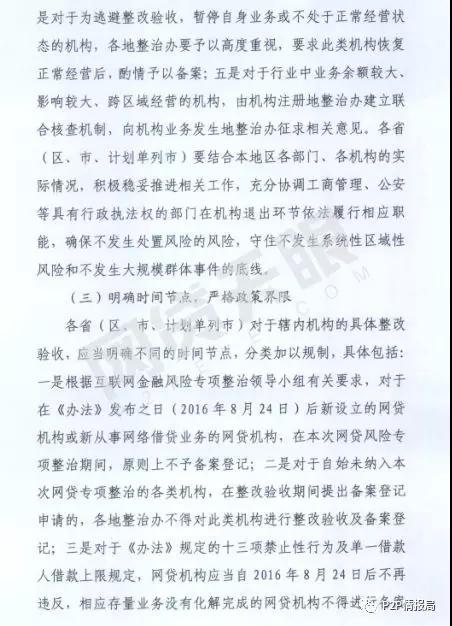 是对于为逃避整改验收，暂停自身业务或不处于正常经营状
态的机构，各地整治办要予以高度重视，要求此类机构恢复
正常经营后，酌情予以备案；五是对于行业中业务余额较大、
影响较大、跨区域经营的机构，由机构注册地整治办建立联
合核查机制，向机构业务发生地整治办征求相关意见。各省
（区、市、计划单列市）要结合本地区各部门、各机构的实
际情况，积极稳妥推进相关工作，充分协调工商管理、公安
等具有行政执法权的部门在机构退出环节依法履行相应职
能，确保不发生处置风险的风险，守住不发生系统性区域性
风险和不发生大规模群体事件的底线。
（三）明确时间节点，严格政策界限
各省（区、市、计划单列市）对于辖内机构的具体整改
验收，应当明确不同的时间节点，分类加以规制，具体包括：
一是根据互联网金融风险专项整治领导小组有关要求，对于
在《办法》发布之日（2016年8月24日）后新设立的网贷
机构或新从事网络借贷业务的网贷机构，在本次网贷风险专
项整治期间，原则上不予备案登记；二是对于自始未纳入本
次网贷专项整治的各类机构，在整改验收期间提出备案登记
申请的，各地整治办不得对此类机构进行整改验收及备案登
记；三是对于《办法》规定的十三项禁止性行为及单一借款
人借款上限规定，网贷机构应当自2016年8月24日后不再
违反，相应存量业务没有化解完成的网贷机构不得进行备案
网贷天眼
P2P情报局